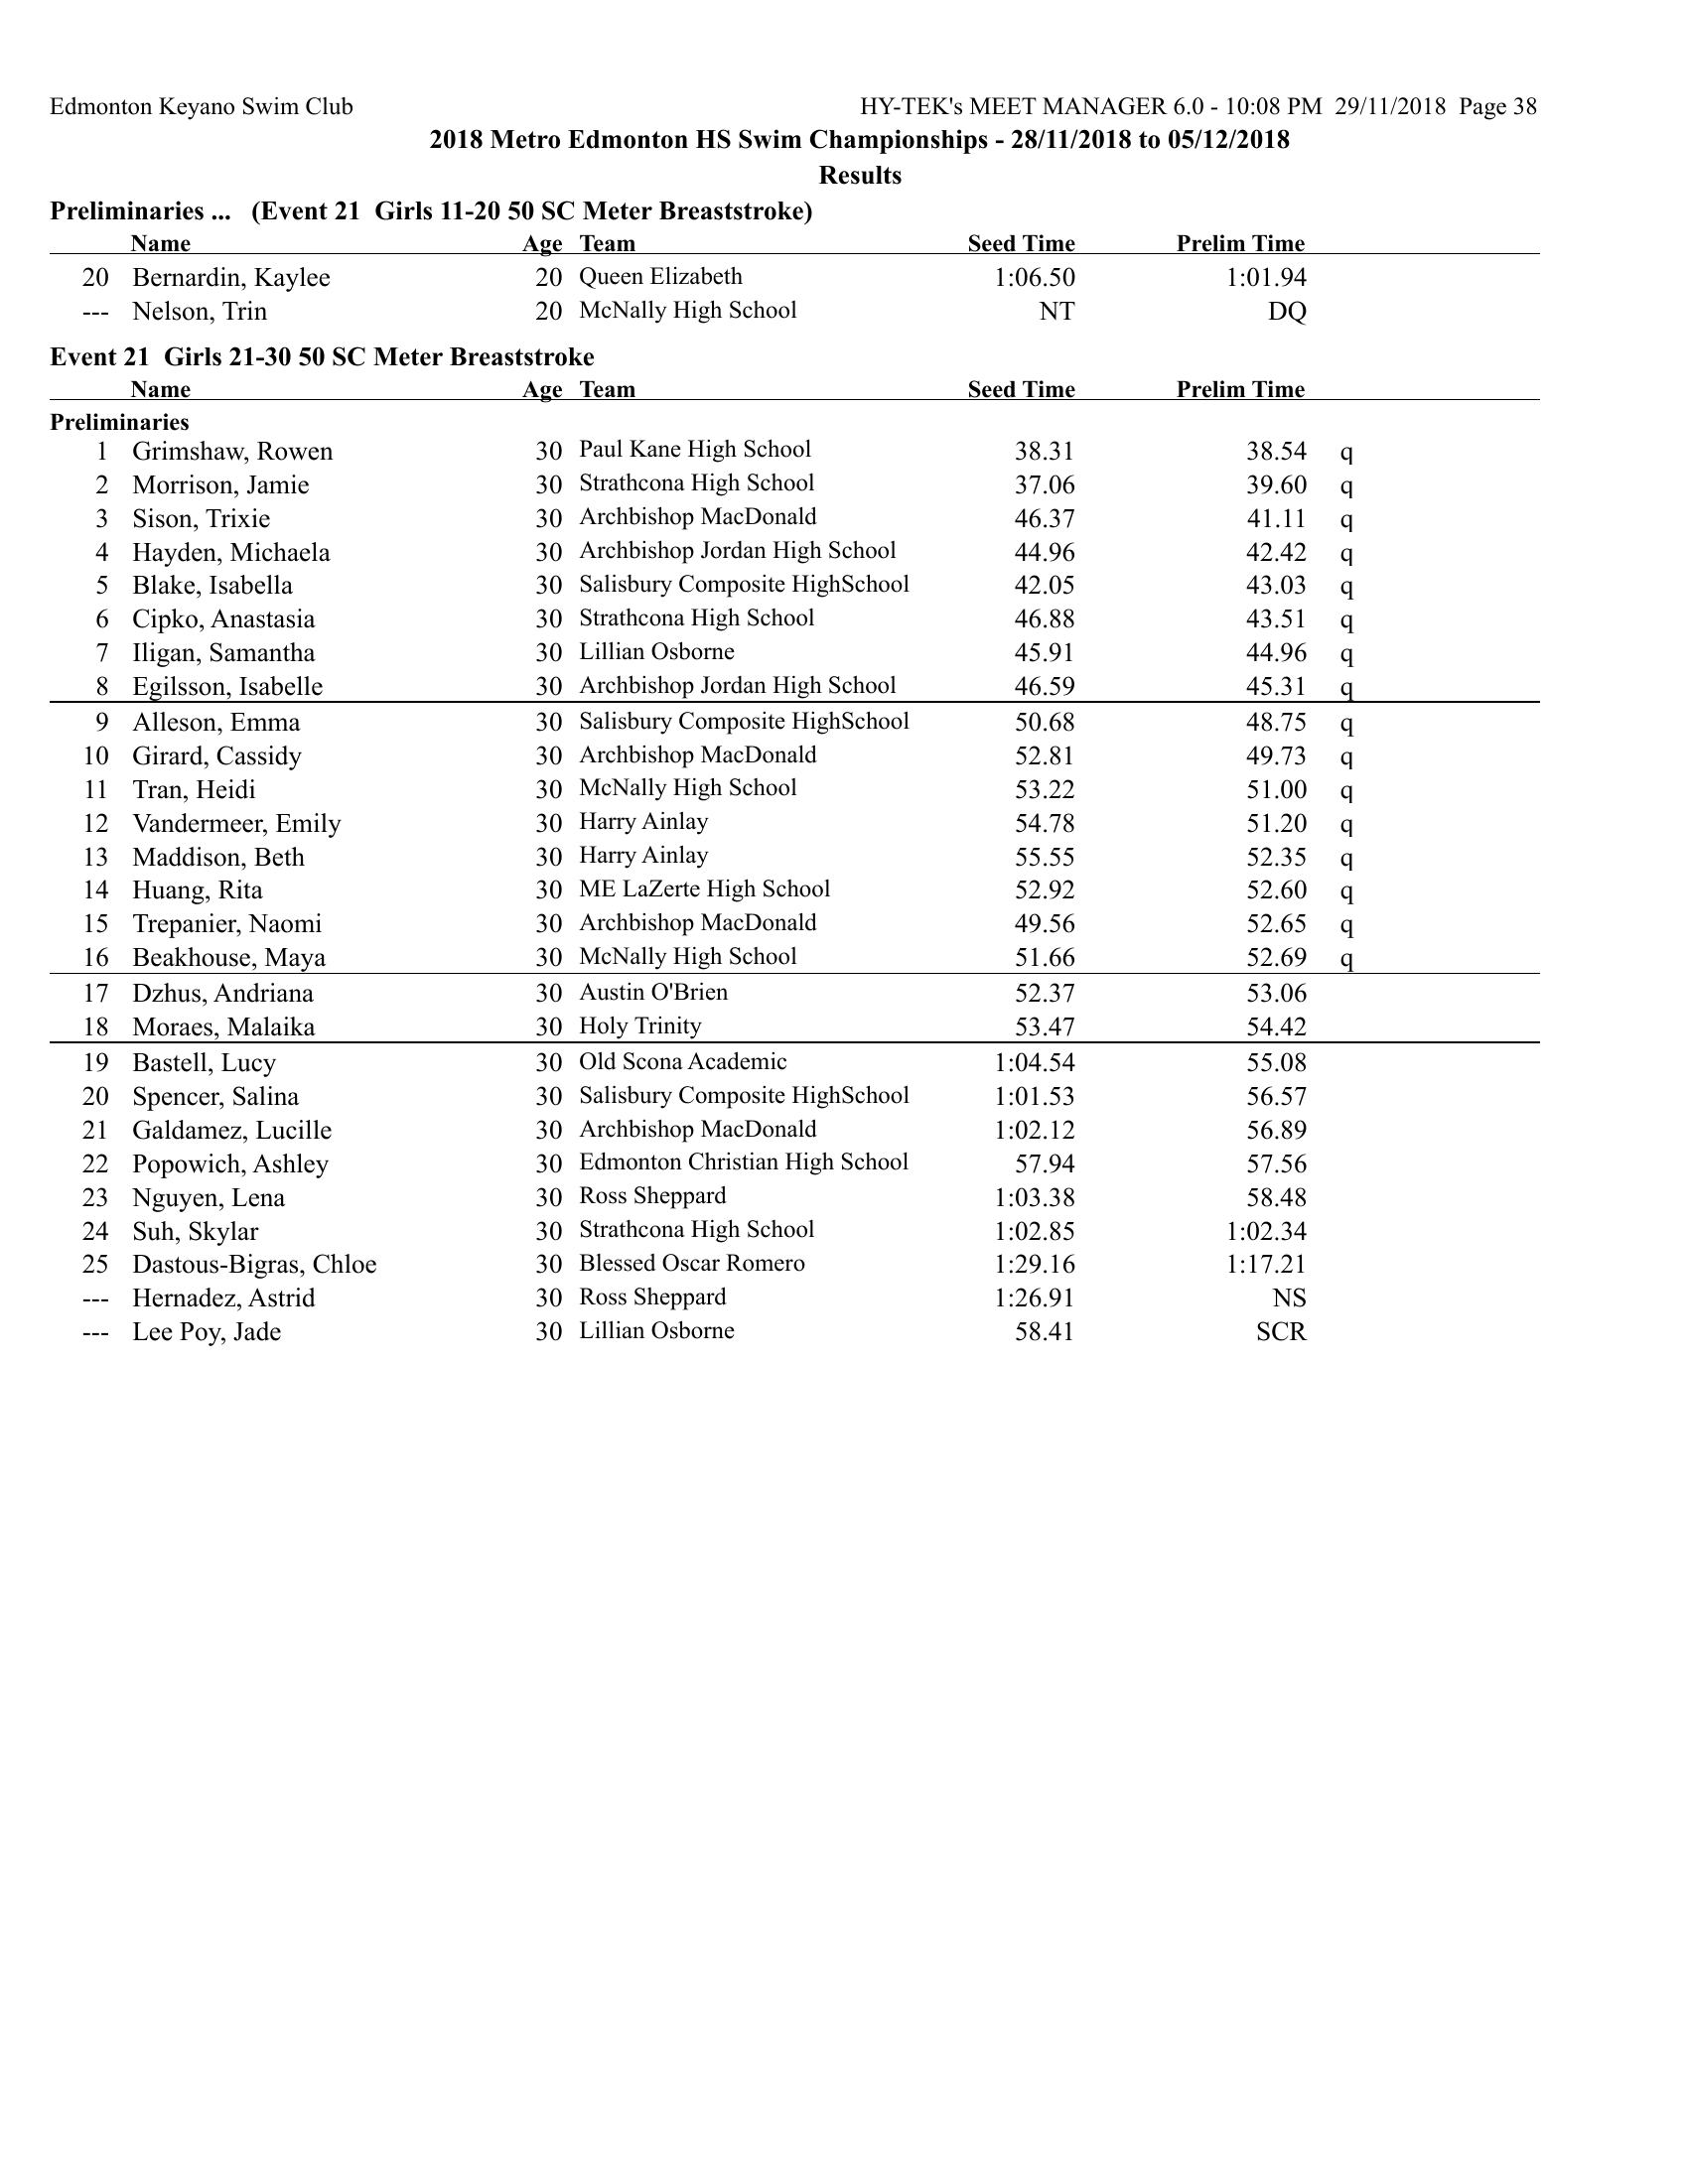 Edmonton Keyano Swim Club HY-TEK's MEET MANAGER 6.0 - 10:08 PM 29/11/2018 Page 38
2018 Metro Edmonton HS Swim Championships - 28/11/2018 to 05/12/2018
Results
Preliminaries ... (Event 21 Girls 11-20 50 SC Meter Breaststroke)
Name Age Team Seed Time Prelim Time
20 Bernardin, Kaylee 20 Queen Elizabeth 1:06.50 1:01.94
--- Nelson, Trin 20 McNally High School NT DQ
Event 21 Girls 21-30 50 SC Meter Breaststroke
Name Age Team Seed Time Prelim Time
Preliminaries
1 Grimshaw, Rowen 30 Paul Kane High School 38.31 38.54 q
2 Morrison, Jamie 30 Strathcona High School 37.06 39.60 q
3 Sison, Trixie 30 Archbishop MacDonald 46.37 41.11 q
4 Hayden, Michaela 30 Archbishop Jordan High School 44.96 42.42 q
5 Blake, Isabella 30 Salisbury Composite HighSchool 42.05 43.03 q
6 Cipko, Anastasia 30 Strathcona High School 46.88 43.51 q
7 Iligan, Samantha 30 Lillian Osborne 45.91 44.96 q
8 Egilsson, Isabelle 30 Archbishop Jordan High School 46.59 45.31 q
9 Alleson, Emma 30 Salisbury Composite HighSchool 50.68 48.75 q
10 Girard, Cassidy 30 Archbishop MacDonald 52.81 49.73 q
11 Tran, Heidi 30 McNally High School 53.22 51.00 q
12 Vandermeer, Emily 30 Harry Ainlay 54.78 51.20 q
13 Maddison, Beth 30 Harry Ainlay 55.55 52.35 q
14 Huang, Rita 30 ME LaZerte High School 52.92 52.60 q
15 Trepanier, Naomi 30 Archbishop MacDonald 49.56 52.65 q
16 Beakhouse, Maya 30 McNally High School 51.66 52.69 q
17 Dzhus, Andriana 30 Austin O'Brien 52.37 53.06
18 Moraes, Malaika 30 Holy Trinity 53.47 54.42
19 Bastell, Lucy 30 Old Scona Academic 1:04.54 55.08
20 Spencer, Salina 30 Salisbury Composite HighSchool 1:01.53 56.57
21 Galdamez, Lucille 30 Archbishop MacDonald 1:02.12 56.89
22 Popowich, Ashley 30 Edmonton Christian High School 57.94 57.56
23 Nguyen, Lena 30 Ross Sheppard 1:03.38 58.48
24 Suh, Skylar 30 Strathcona High School 1:02.85 1:02.34
25 Dastous-Bigras, Chloe 30 Blessed Oscar Romero 1:29.16 1:17.21
--- Hernadez, Astrid 30 Ross Sheppard 1:26.91 NS
--- Lee Poy, Jade 30 Lillian Osborne 58.41 SCR